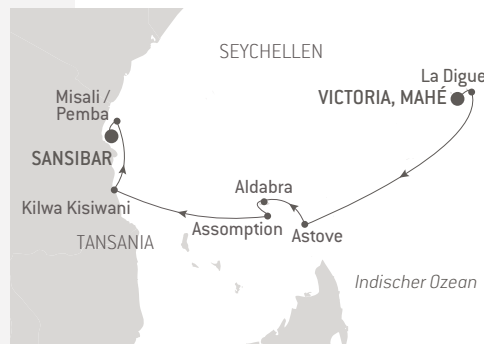 SEYCHELLEN
La Digue
VICTORIA, MAHÉ
Misali /
Pemba
SANSIBAR
Aldabra
Kilwa Kisiwani
Assomption
Astove
TANSANIA
Indischer Ozean